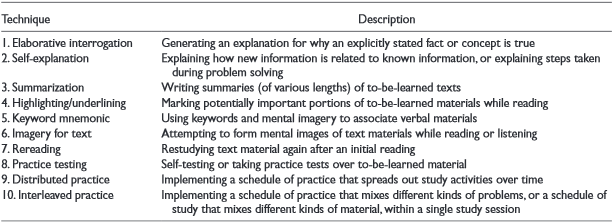 Technique Description
1. Elaborative interrogation Generating an explanation for why an explicitly stated fact or concept is true
2. Self-explanation Explaining how new information is related to known information, or explaining steps taken
during problem solving
3. Summarization Writing summaries (of various lengths) of to-be-learned texts
4. Highlighting/underlining Marking potentially important portions of to-be-learned materials while reading
5. Keyword mnemonic Using keywords and mental imagery to associate verbal materials
6. Imagery for text Attempting to form mental images of text materials while reading or listening
7. Rereading Restudying text material again after an initial reading
8. Practice testing Self-testing or taking practice tests over to-be-learned material
9. Distributed practice Implementing a schedule of practice that spreads out study activities over time
10. Interleaved practice Implementing a schedule of practice that mixes different kinds of problems, or a schedule of
study that mixes different kinds of material, within a single study session